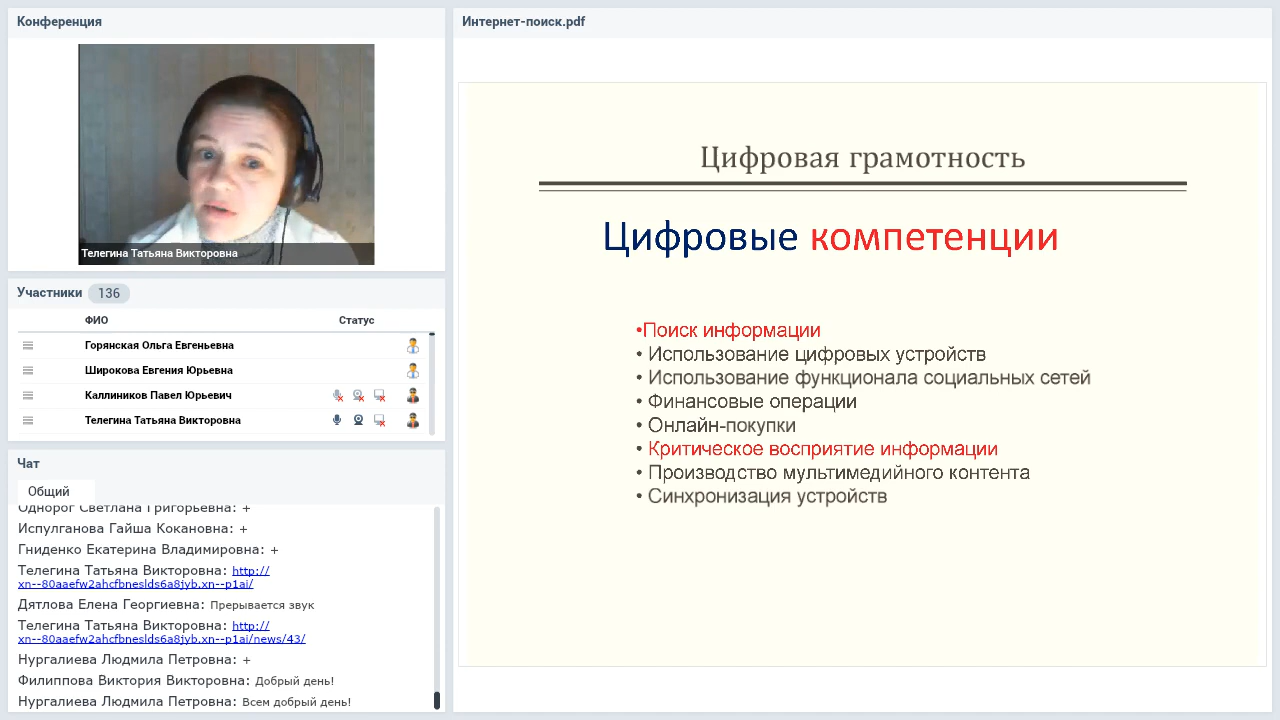 Конференция
Телегина Татьяна Викторовна
Участники 136
ФИО Статус
Горянская Ольга Евгеньевна
Широкова Евгения Юрьевна
Каллиников Павел Юрьевич
Телегина Татьяна Викторовна
Чат
Общий
Однорог Светлана Григорьевна: +
Испулганова Гайша Кокановна: +
Гниденко Екатерина Владимировна: +
Телегина Татьяна Викторовна: http://
xn--80aaefw2ahcfbneslds6a8jyb.xn--p1ai/
Дятлова Елена Георгиевна: Прерывается звук
Телегина Татьяна Викторовна: http://
xn--80aaefw2ahcfbneslds6a8jyb.xn--p1ai/news/43/
Нургалиева Людмила Петровна: +
Филиппова Виктория Викторовна: Добрый день!
Нургалиева Людмила Петровна: Всем добрый день!
Интернет-поиск.pdf
Цифровая грамотность
Цифровые компетенции
•Поиск информации
• Использование цифровых устройств
• Использование функционала социальных сетей
• Финансовые операции
• Онлайн-покупки
• Критическое восприятие информации
• Производство мультимедийного контента
• Синхронизация устройств